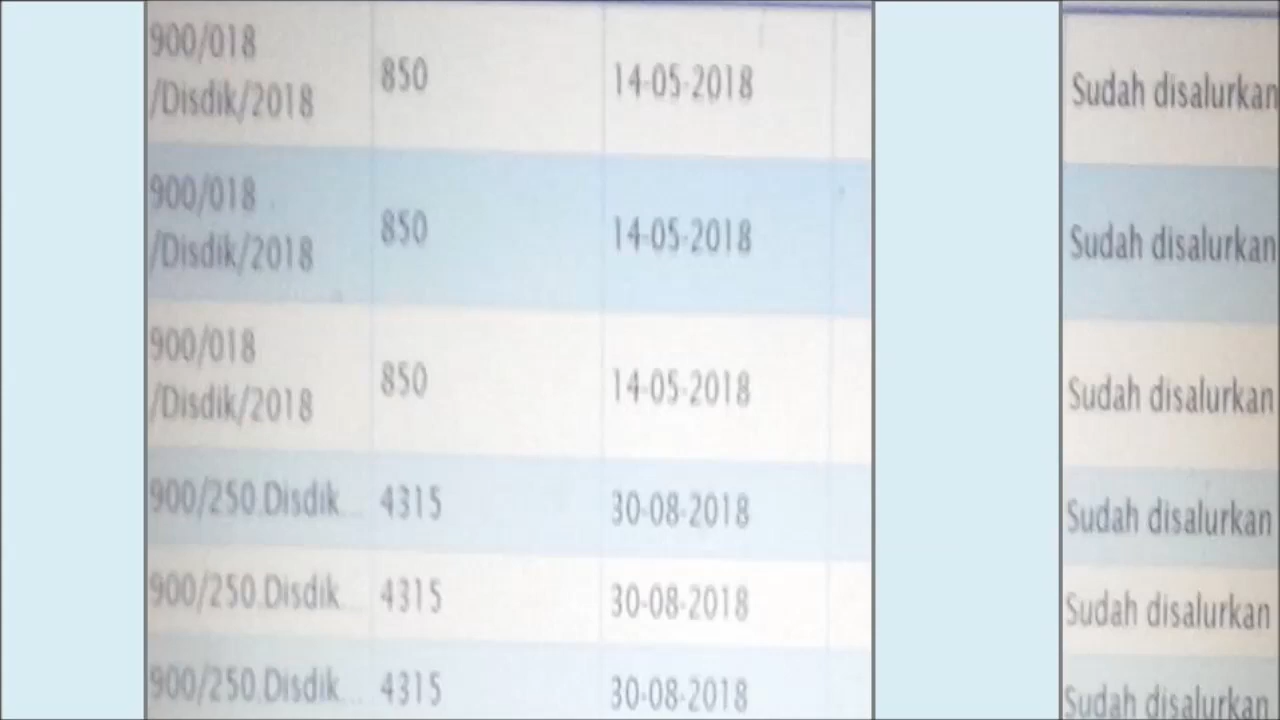 900/018
/Disdik/2018 850 14-05-2018 Sudah disalurkan
900/018
/Disdik/2018 850 14-05-2018 Sudah disalurkan
900/018
/Disdik/2018 850 14-05-2018 Sudah disalurkan
900/250.Disdik... 4315 30-08-2018 Sudah disalurkan
900/250.Disdik... 4315 30-08-2018 Sudah disalurkan
900/250.Disdik... 4315 30-08-2018 Sudah disalurkan